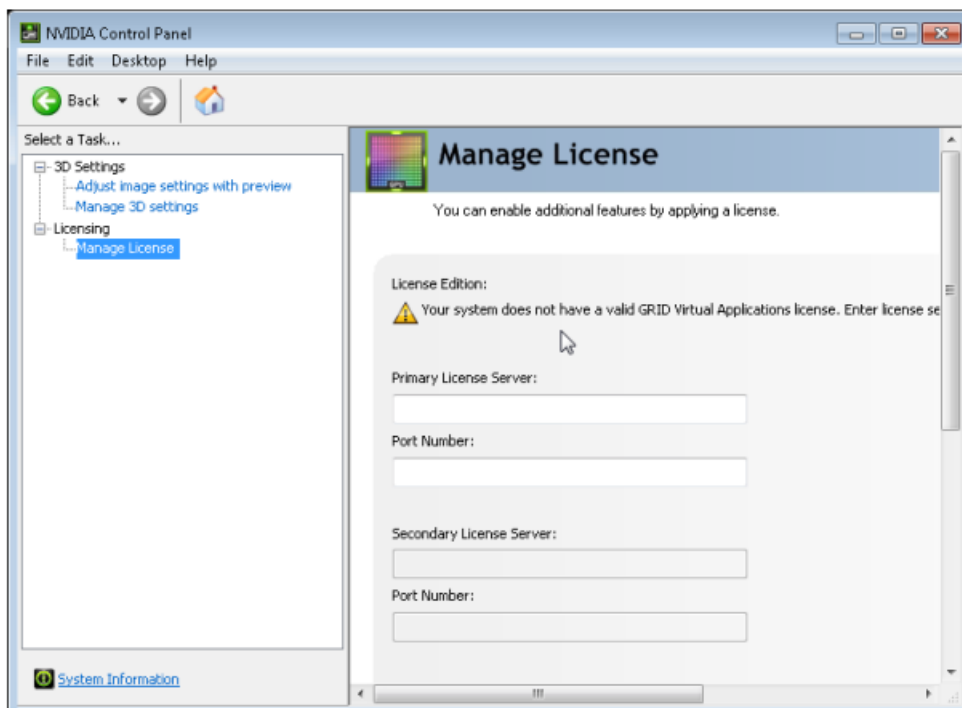 NVIDIA Control Panel
File Edit Desktop Help
Back
Select a Task...
3D Settings
Adjust image settings with preview
Manage 3D settings
Licensing
Manage License
System Information
Manage License
You can enable additional features by applying a license.
License Edition:
Your system does not have a valid GRID Virtual Applications license. Enter license se
Primary License Server:
Port Number:
Secondary License Server:
Port Number: